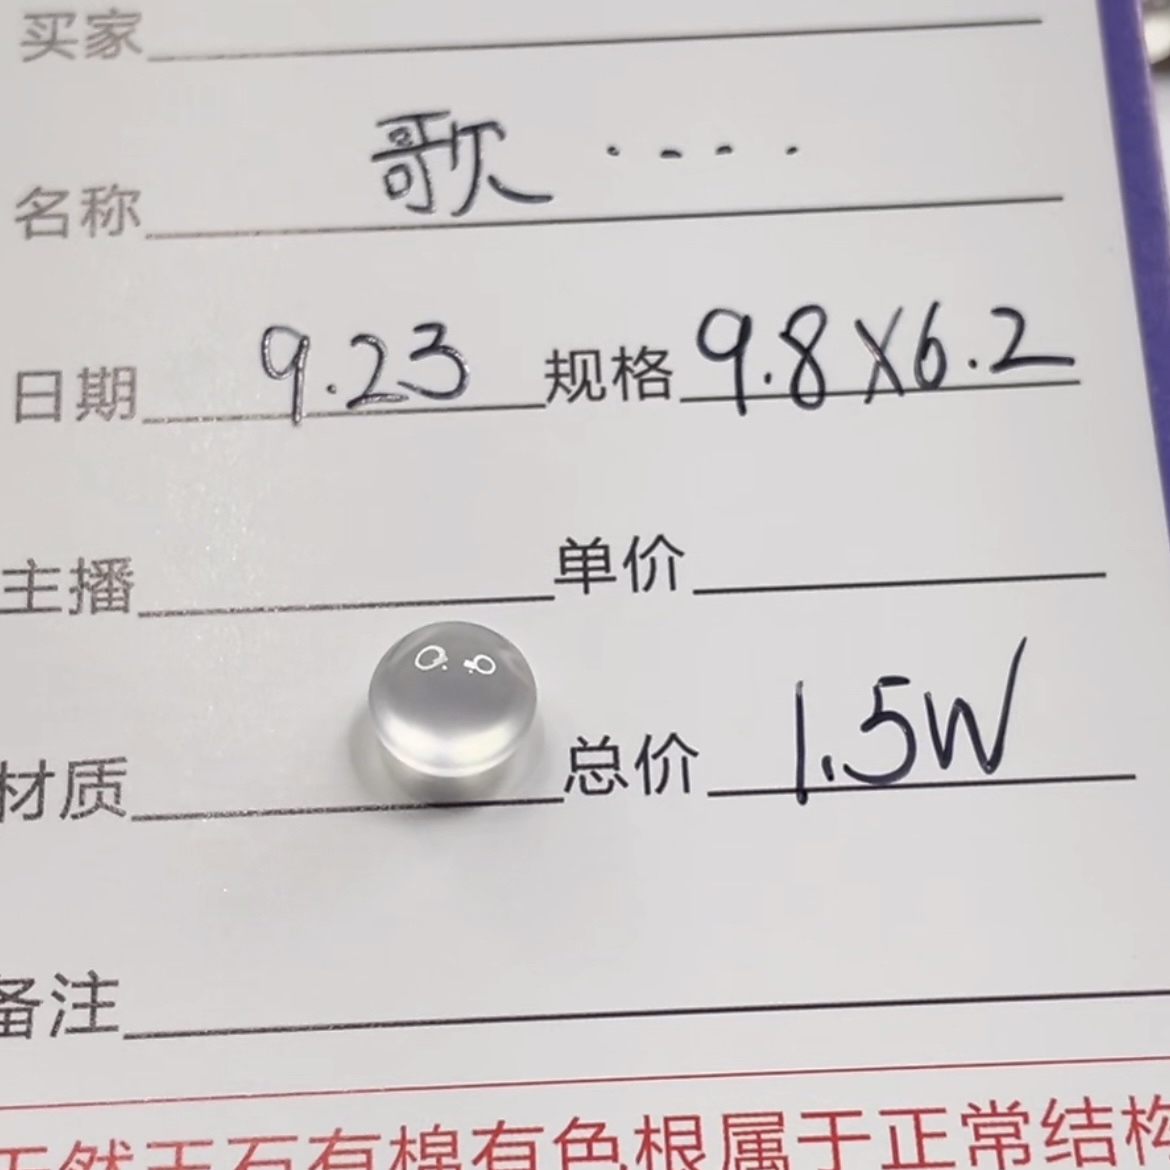 买家
名称 歌 ····
日期 9.23 规格 9.8X6.2
主播 单价
材质 总价 1.5W
备注
天然玉石有棉有色根属于正常结构